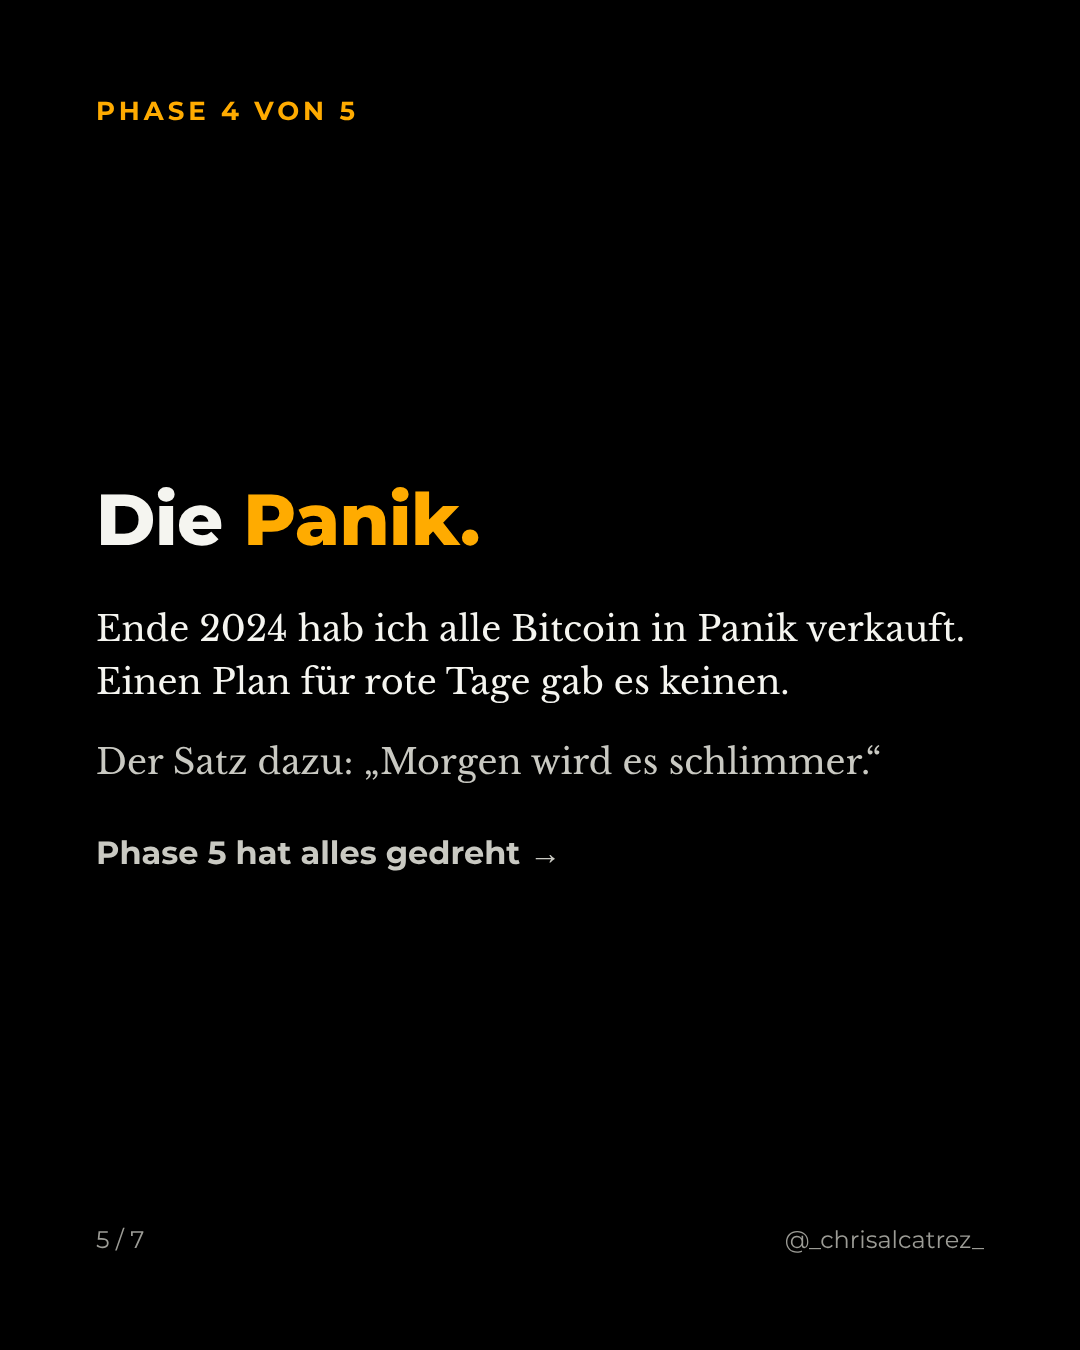 PHASE 4 VON 5
Die Panik.
Ende 2024 hab ich alle Bitcoin in Panik verkauft.
Einen Plan für rote Tage gab es keinen.
Der Satz dazu: „Morgen wird es schlimmer.“
Phase 5 hat alles gedreht →
5 / 7
@_chrisalcatrez_